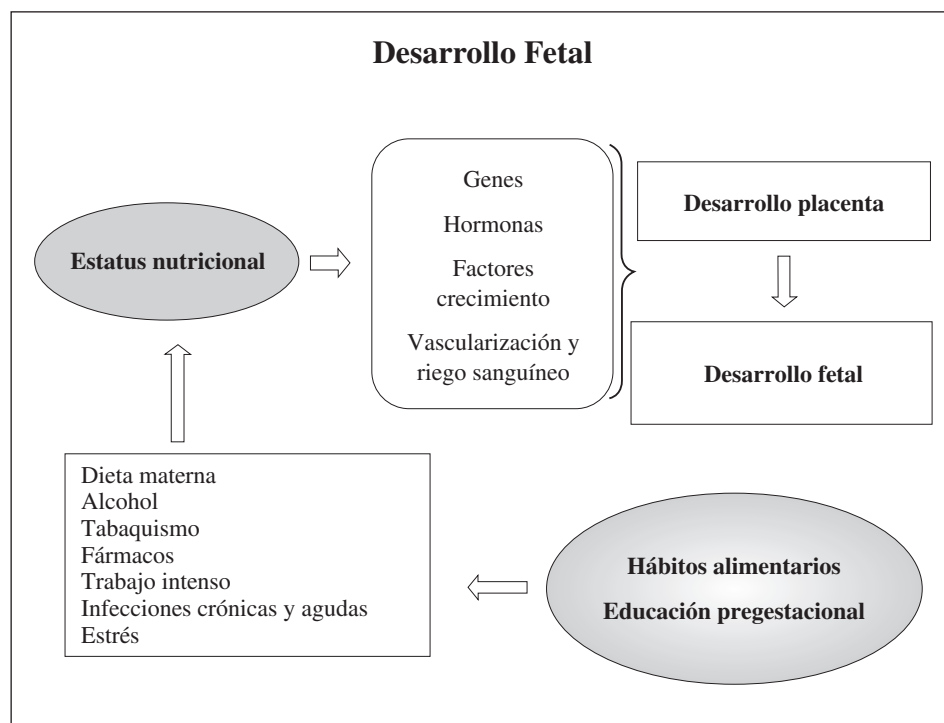 Desarrollo Fetal
Estatus nutricional
Genes
Hormonas
Factores
crecimiento
Vascularización y
riego sanguíneo
Desarrollo placenta
Desarrollo fetal
Dieta materna
Alcohol
Tabaquismo
Fármacos
Trabajo intenso
Infecciones crónicas y agudas
Estrés
Hábitos alimentarios
Educación pregestacional